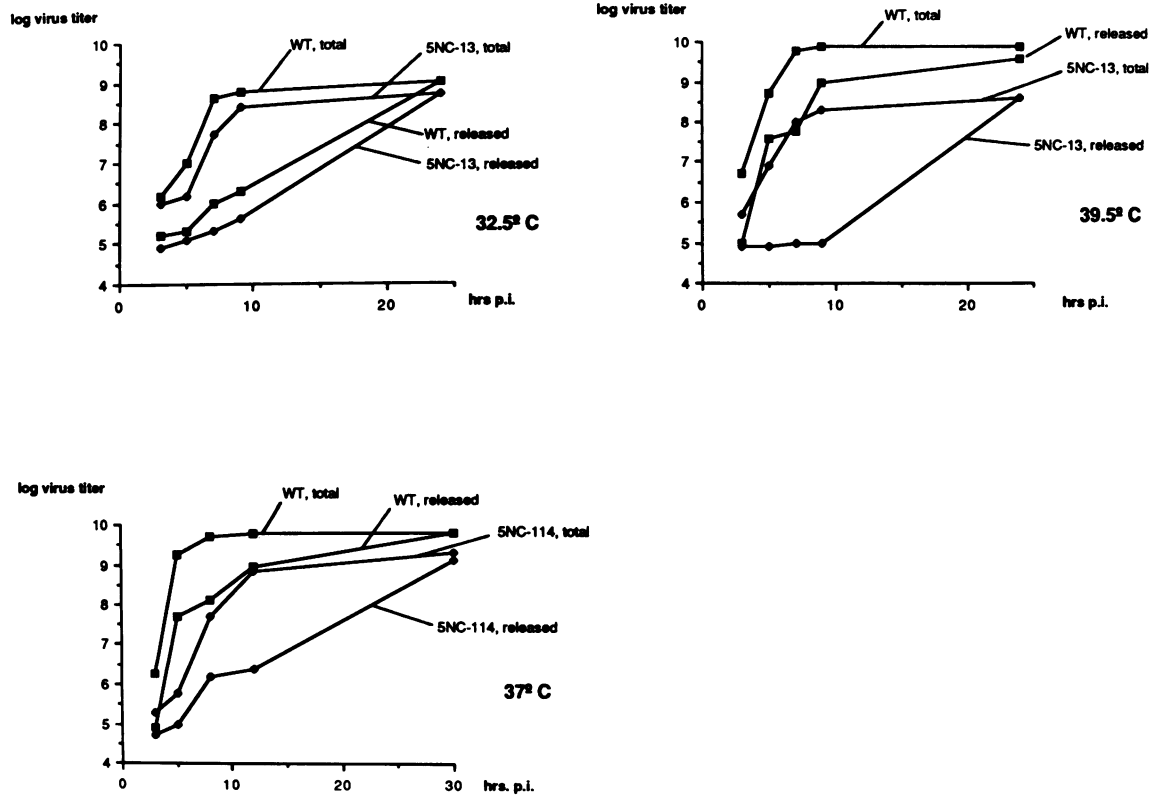 log virus titer
WT, total
5NC-13, total
WT, released
5NC-13, released
32.5º C
10
9
8
7
6
5
4
0
10
20
hrs p.i.
log virus titer
WT, total
WT, released
5NC-13, total
5NC-13, released
39.5º C
10
9
8
7
6
5
4
0
10
20
hrs p.i.
log virus titer
WT, total
WT, released
5NC-114, total
5NC-114, released
37º C
10
9
8
7
6
5
4
0
10
20
30
hrs. p.i.